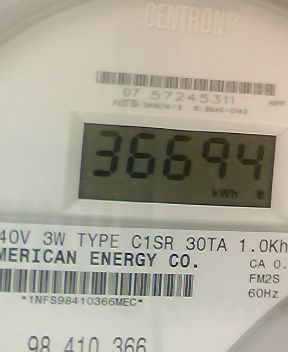 CENTRON®
07 57245311
36694
kWh
40V 3W TYPE C1SR 30TA 1.0Kh
MERICAN ENERGY CO.
CA 0.
FM2S
60Hz
*1NFS98410366MEC*
98 410 366